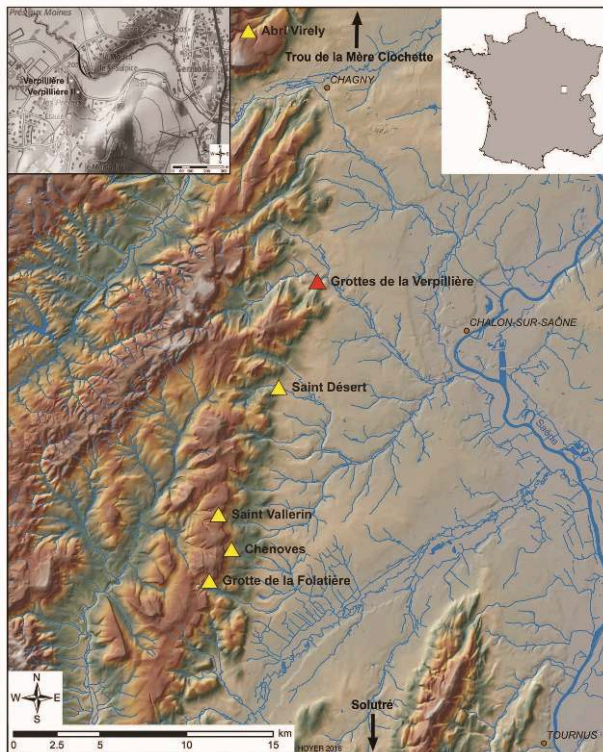 Abri Virely
Trou de la Mère Clochette
CHAGNY
Verpillière I
Verpillière II
Grottes de la Verpillière
CHALON-SUR-SAÔNE
Saint Désert
Saône
Saint Vallerin
Chenoves
Grotte de la Folatière
N
W E
S
Solutré
km
0 2.5 5 10 15
HOYER 2016
TOURNUS